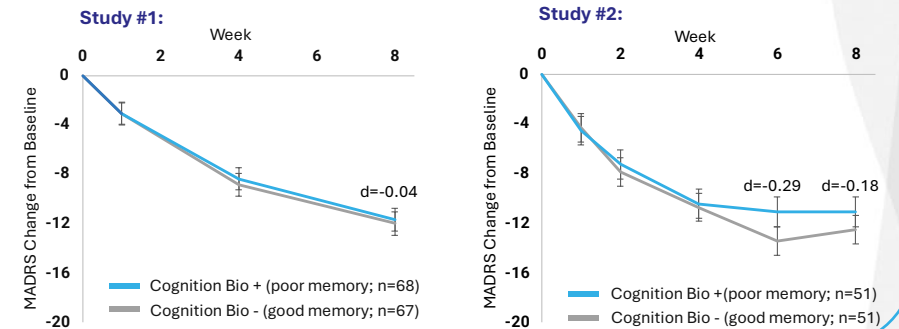 Study #1:
Week
0 2 4 6 8
0
-4
-8
-12
-16
-20
MADRS Change from Baseline
d=-0.04
Cognition Bio + (poor memory; n=68)
Cognition Bio - (good memory; n=67)
Study #2:
Week
0 2 4 6 8
0
-4
-8
-12
-16
-20
MADRS Change from Baseline
d=-0.29 d=-0.18
Cognition Bio +(poor memory; n=51)
Cognition Bio - (good memory; n=51)